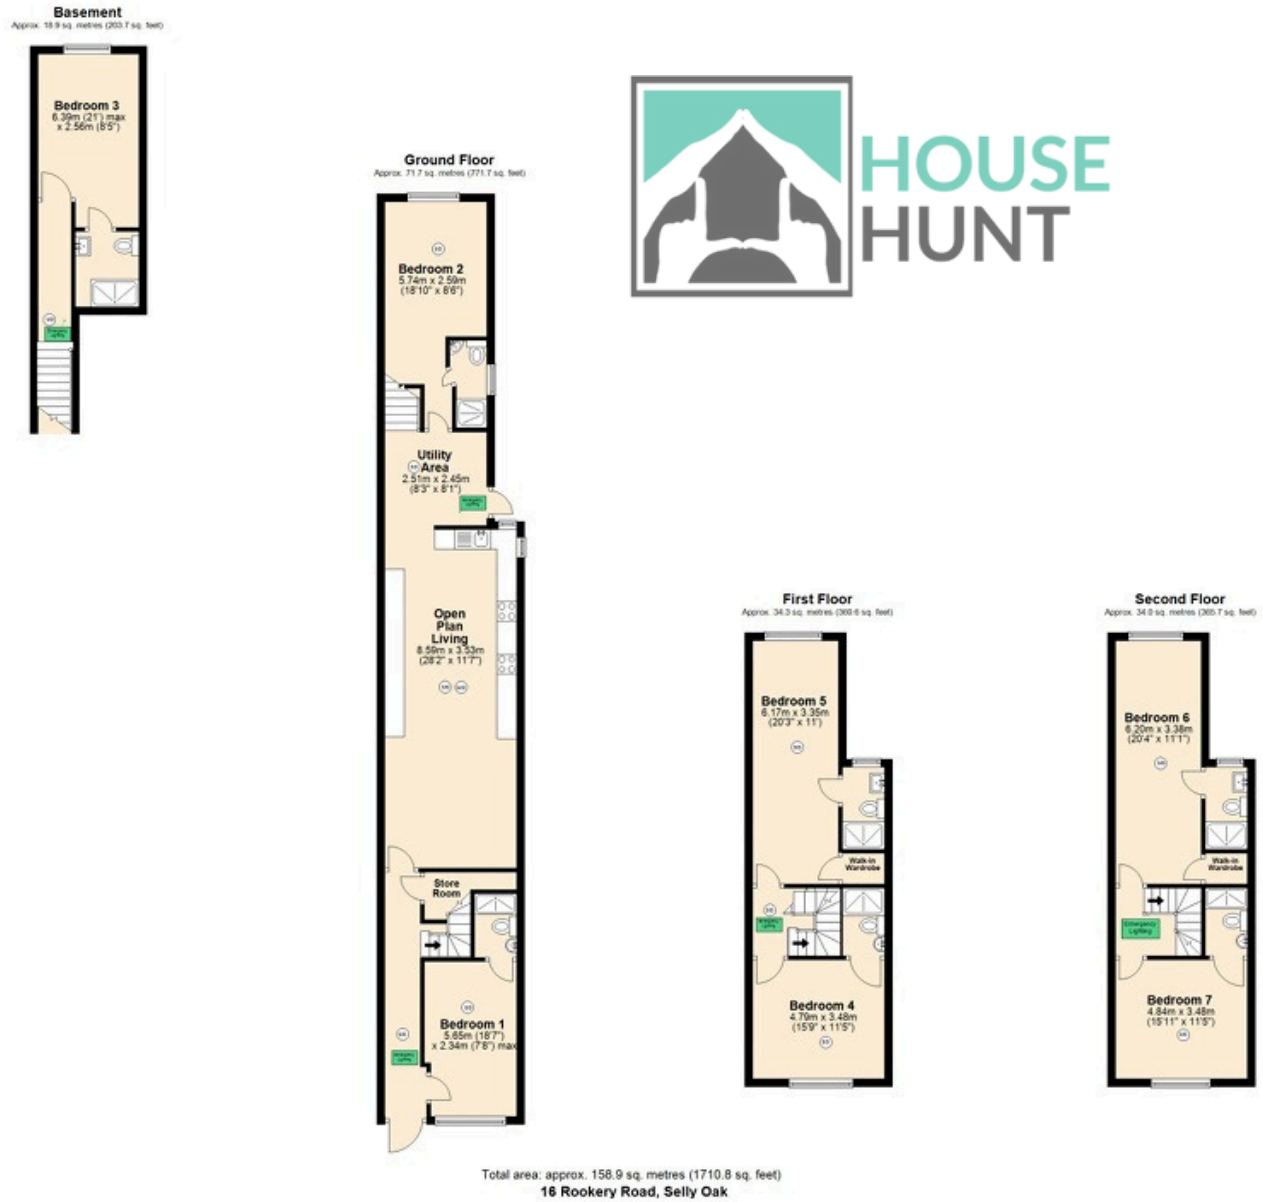 Basement
Approx. 18.9 sq. metres (203.7 sq. feet)
Bedroom 3
6.39m (21') max
x 2.56m (8'5")
HOUSE
HUNT
Ground Floor
Approx. 71.7 sq. metres (771.7 sq. feet)
Bedroom 2
5.74m x 2.59m
(18'10" x 8'6")
Utility
Area
2.51m x 2.45m
(8'3" x 8'1")
Open
Plan
Living
8.59m x 3.53m
(28'2" x 11'7")
Store
Room
Bedroom 1
5.65m (18'7")
x 2.34m (7'8") max
First Floor
Approx. 34.3 sq. metres (369.6 sq. feet)
Bedroom 5
6.17m x 3.35m
(20'3" x 11')
Walk-in
Wardrobe
Bedroom 4
4.79m x 3.48m
(15'9" x 11'5")
Second Floor
Approx. 34.0 sq. metres (365.7 sq. feet)
Bedroom 6
6.20m x 3.38m
(20'4" x 11'1")
Walk-in
Wardrobe
Emergency
Lighting
Bedroom 7
4.84m x 3.48m
(15'11" x 11'5")
Total area: approx. 158.9 sq. metres (1710.8 sq. feet)
16 Rookery Road, Selly Oak